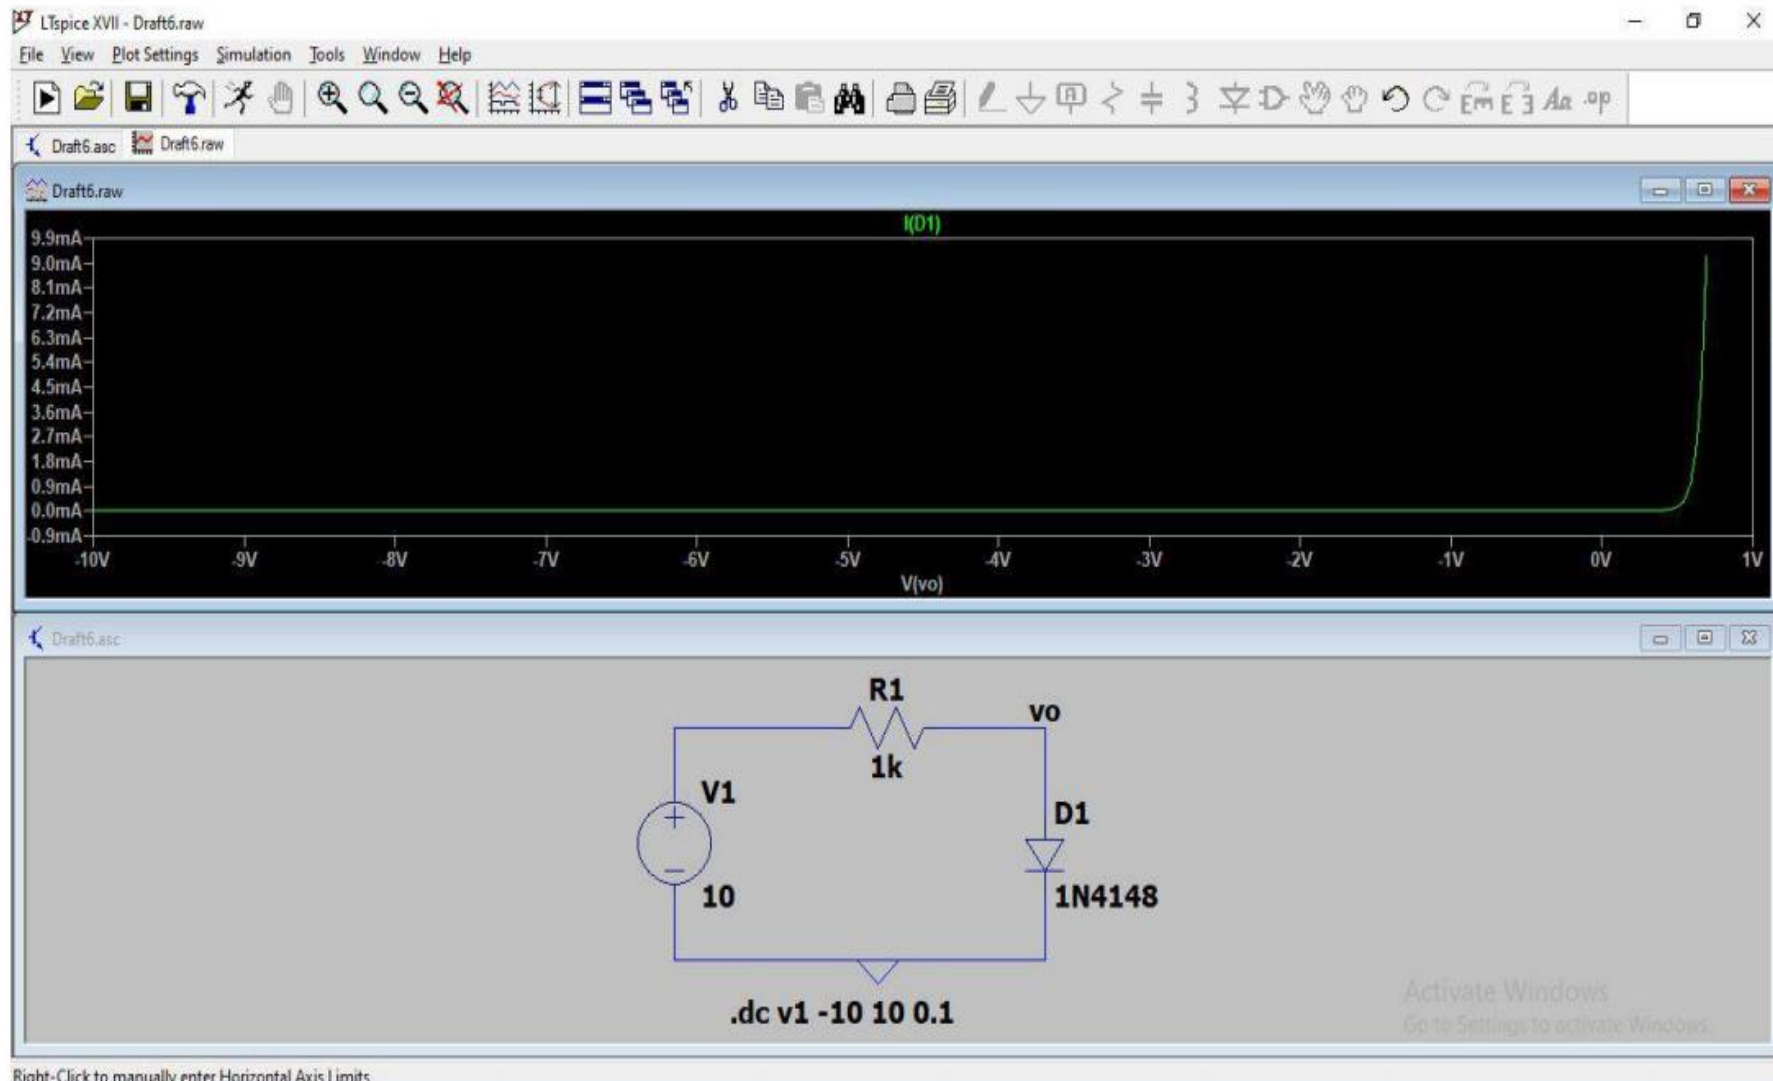 LTspice XVII - Draft6.raw
File View Plot Settings Simulation Tools Window Help
Aa .op
Draft6.asc Draft6.raw
Draft6.raw
I(D1)
9.9mA
9.0mA
8.1mA
7.2mA
6.3mA
5.4mA
4.5mA
3.6mA
2.7mA
1.8mA
0.9mA
0.0mA
-0.9mA
-10V -9V -8V -7V -6V -5V -4V -3V -2V -1V 0V 1V
V(vo)
Draft6.asc
R1
vo
1k
V1
D1
10
1N4148
.dc v1 -10 10 0.1
Activate Windows
Go to Settings to activate Windows.
Right-Click to manually enter Horizontal Axis Limits